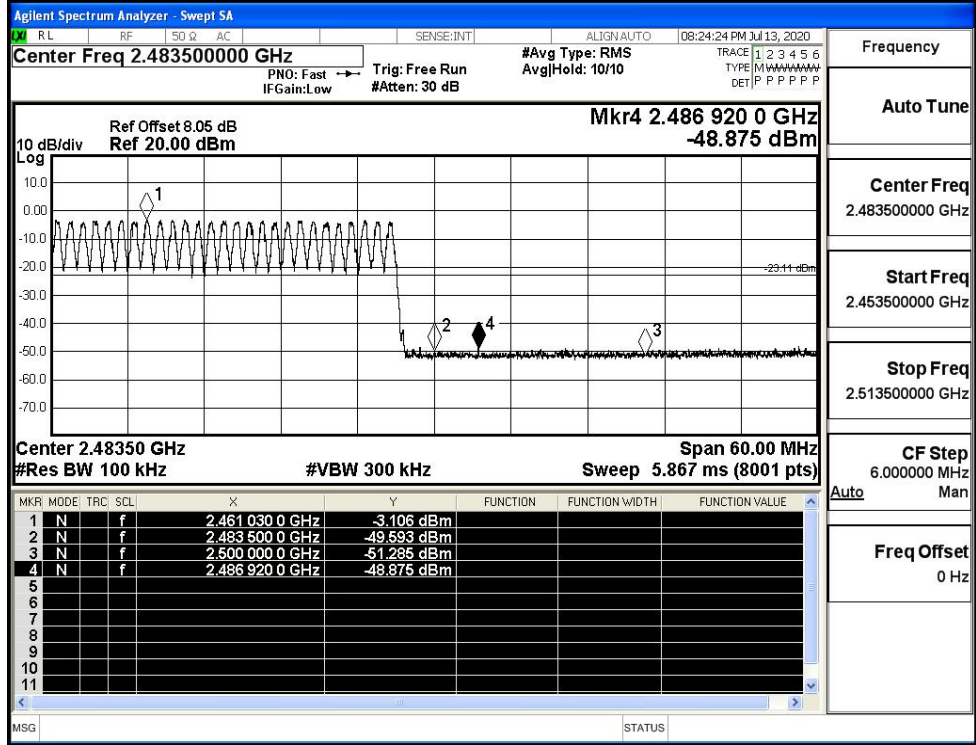 Agilent Spectrum Analyzer - Swept SA
LXI RL RF 50 Ω AC SENSE:INT ALIGN AUTO 08:24:24 PM Jul 13, 2020
Center Freq 2.483500000 GHz
PNO: Fast
IFGain:Low
Trig: Free Run
#Atten: 30 dB
#Avg Type: RMS
Avg|Hold: 10/10
TRACE 1 2 3 4 5 6
TYPE M W W W W W
DET P P P P P P
Frequency
Auto Tune
Center Freq
2.483500000 GHz
Start Freq
2.453500000 GHz
Stop Freq
2.513500000 GHz
CF Step
6.000000 MHz
Auto Man
Freq Offset
0 Hz
Mkr4 2.486 920 0 GHz
-48.875 dBm
Ref Offset 8.05 dB
10 dB/div Ref 20.00 dBm
Log
10.0
0.00
-10.0
-20.0
-30.0
-40.0
-50.0
-60.0
-70.0
1
-23.11 dBm
2
4
3
Center 2.48350 GHz Span 60.00 MHz
#Res BW 100 kHz #VBW 300 kHz Sweep 5.867 ms (8001 pts)
MKR MODE TRC SCL X Y FUNCTION FUNCTION WIDTH FUNCTION VALUE
1 N f 2.461 030 0 GHz -3.106 dBm
2 N f 2.483 500 0 GHz -49.593 dBm
3 N f 2.500 000 0 GHz -51.285 dBm
4 N f 2.486 920 0 GHz -48.875 dBm
5
6
7
8
9
10
11
MSG STATUS